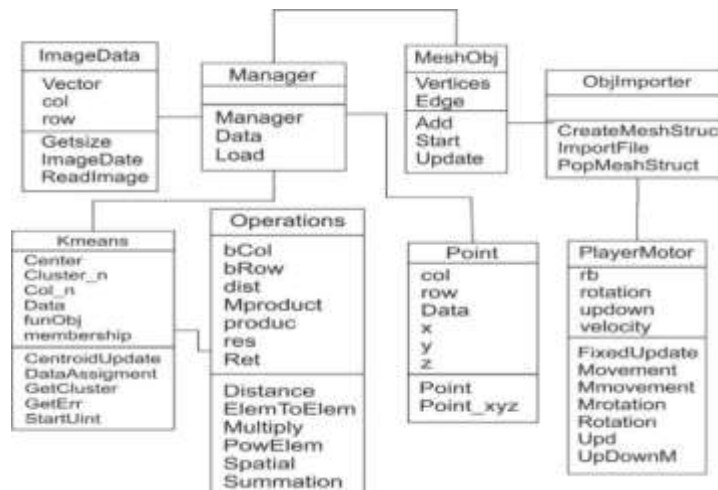 ImageData
Vector
col
row
Getsize
ImageDate
ReadImage
Manager
Manager
Data
Load
MeshObj
Vertices
Edge
Add
Start
Update
ObjImporter
CreateMeshStruc
ImportFile
PopMeshStruct
Kmeans
Center
Cluster_n
Col_n
Data
funObj
membership
CentroidUpdate
DataAssigment
GetCluster
GetErr
StartUint
Operations
bCol
bRow
dist
Mproduct
produc
res
Ret
Distance
ElemToElem
Multiply
PowElem
Spatial
Summation
Point
col
row
Data
x
y
z
Point
Point_xyz
PlayerMotor
rb
rotation
updown
velocity
FixedUpdate
Movement
Mmovement
Mrotation
Rotation
Upd
UpDownM